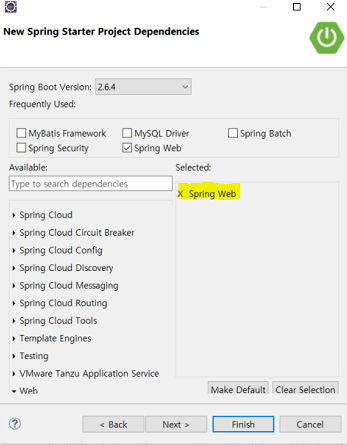 New Spring Starter Project Dependencies
Spring Boot Version: 2.6.4
Frequently Used:
MyBatis Framework MySQL Driver Spring Batch
Spring Security Spring Web
Available: Selected:
Type to search dependencies
X Spring Web
Spring Cloud
Spring Cloud Circuit Breaker
Spring Cloud Config
Spring Cloud Discovery
Spring Cloud Messaging
Spring Cloud Routing
Spring Cloud Tools
Template Engines
Testing
VMware Tanzu Application Service
Web
Make Default Clear Selection
? < Back Next > Finish Cancel